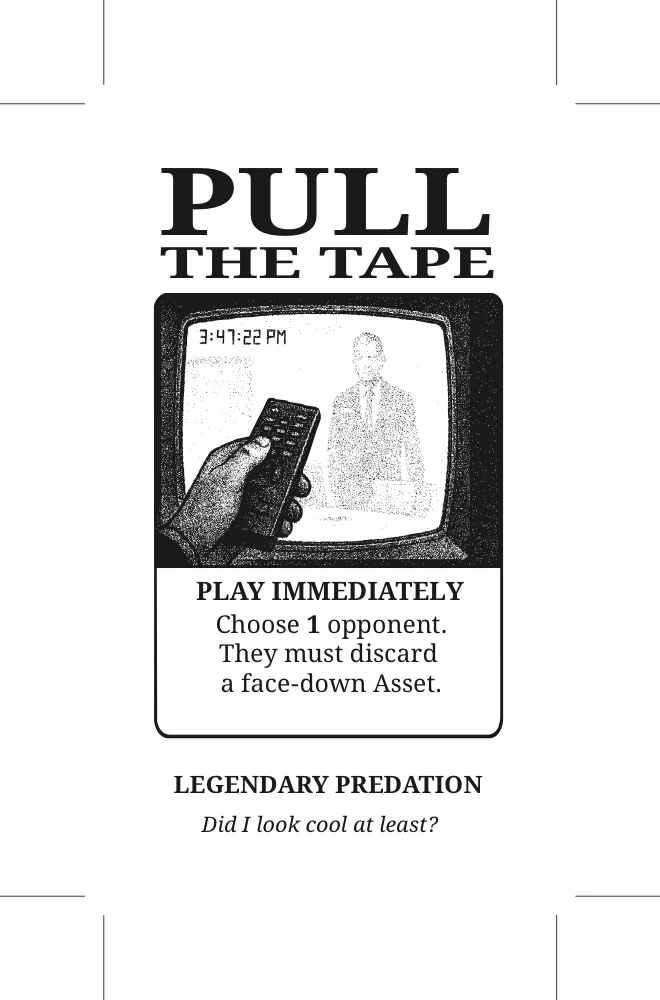 PULL
THE TAPE
3:47:22 PM
PLAY IMMEDIATELY
Choose 1 opponent.
They must discard
a face-down Asset.
LEGENDARY PREDATION
Did I look cool at least?